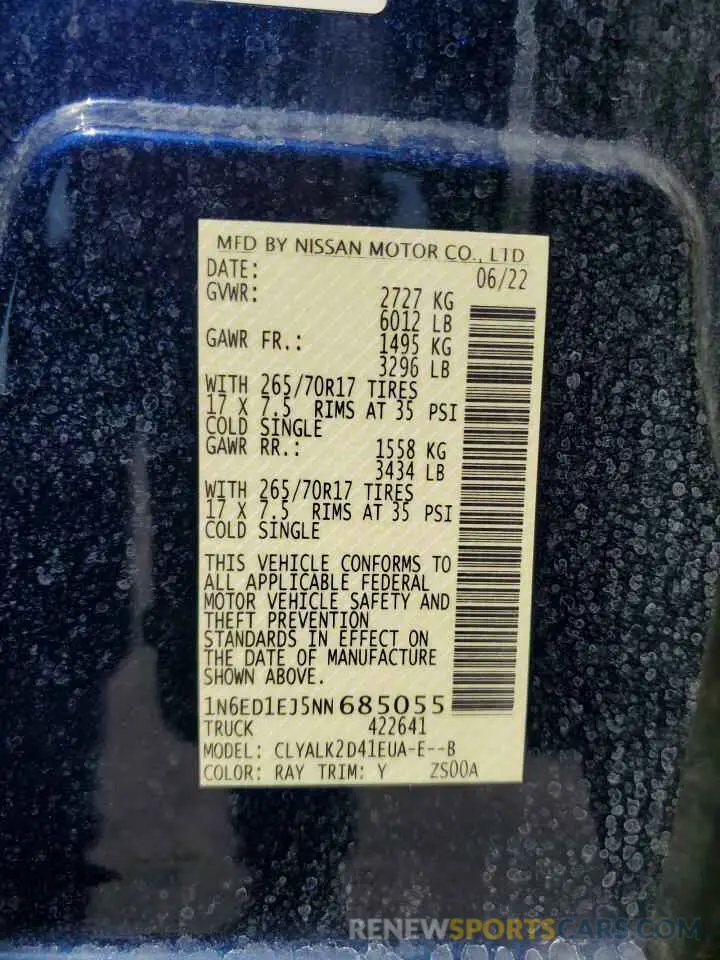 MFD BY NISSAN MOTOR CO., LTD
DATE: 06/22
GVWR: 2727 KG
6012 LB
GAWR FR.: 1495 KG
3296 LB
WITH 265/70R17 TIRES
17 X 7.5 RIMS AT 35 PSI
COLD SINGLE
GAWR RR.: 1558 KG
3434 LB
WITH 265/70R17 TIRES
17 X 7.5 RIMS AT 35 PSI
COLD SINGLE
THIS VEHICLE CONFORMS TO
ALL APPLICABLE FEDERAL
MOTOR VEHICLE SAFETY AND
THEFT PREVENTION
STANDARDS IN EFFECT ON
THE DATE OF MANUFACTURE
SHOWN ABOVE.
1N6ED1EJ5NN685055
TRUCK 422641
MODEL: CLYALK2D41EUA-E--B
COLOR: RAY TRIM: Y ZS00A
RENEWSPORTSCARS.COM